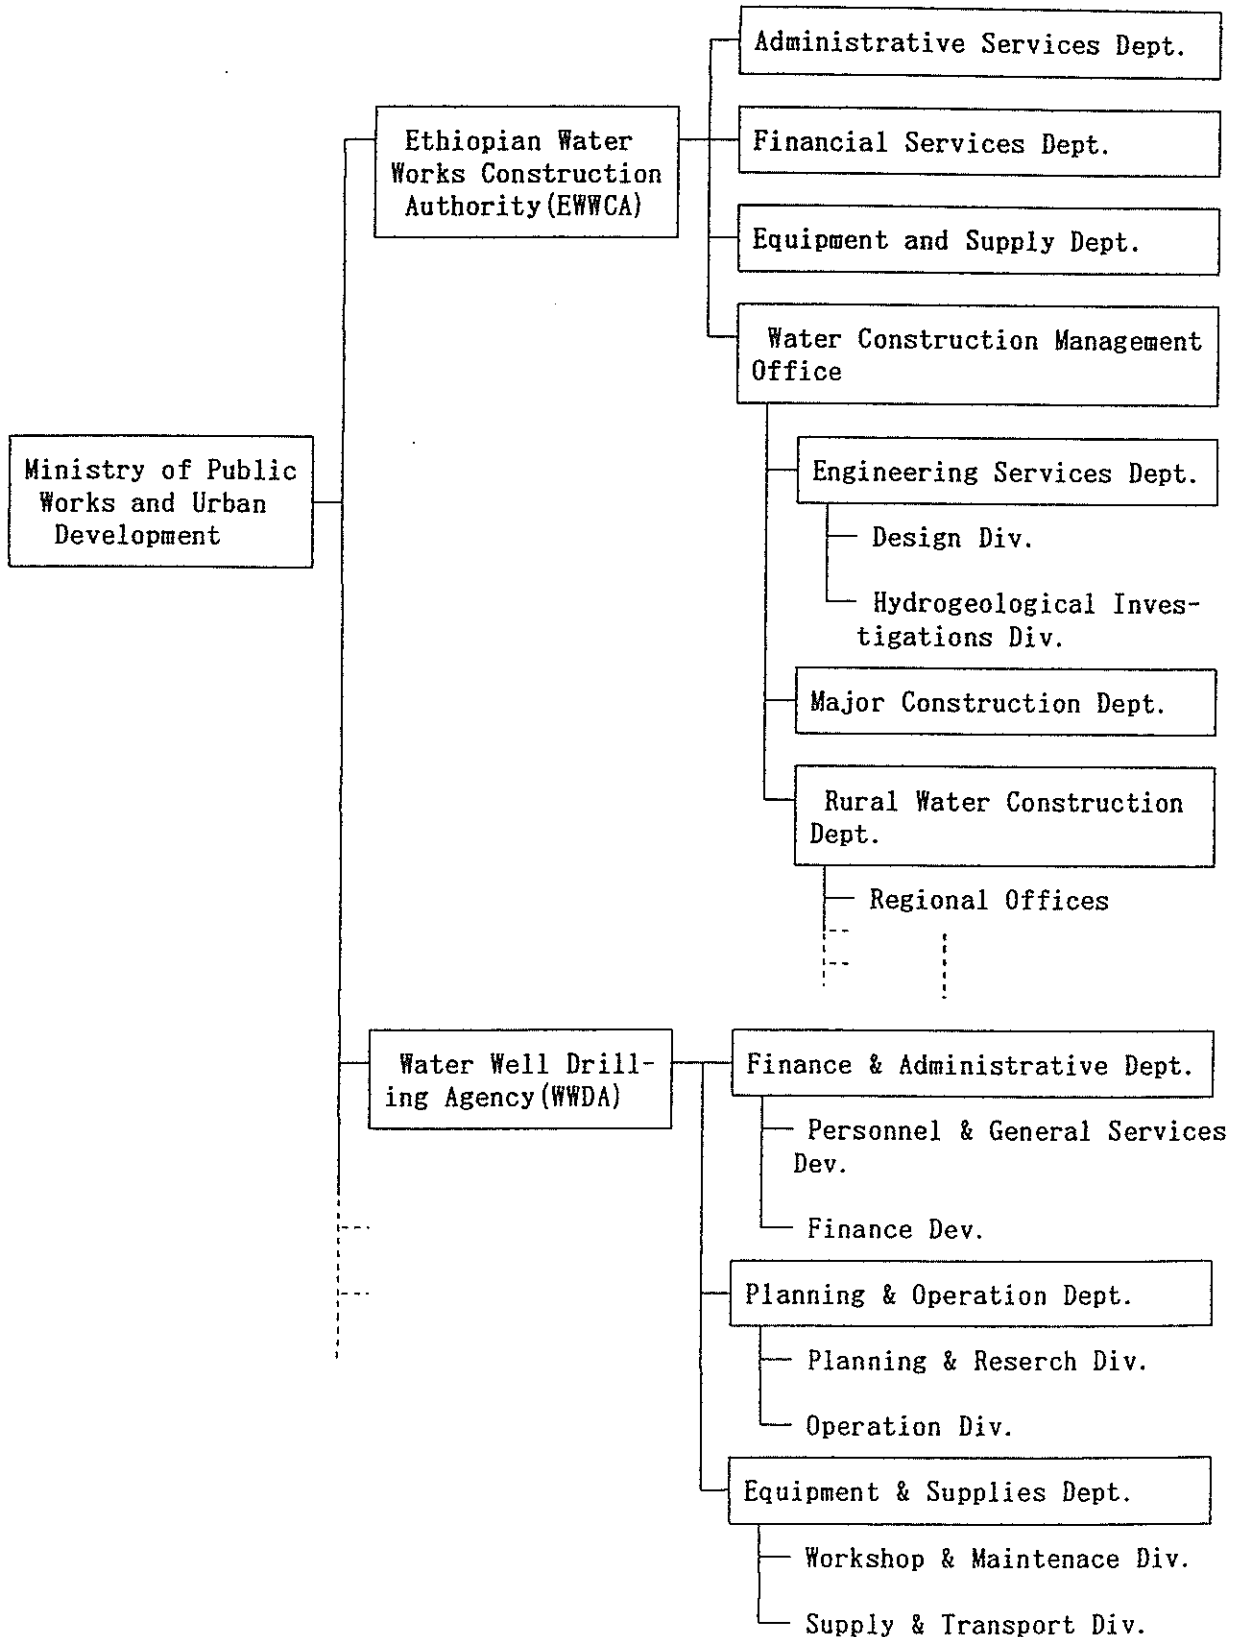 Administrative Services Dept.
Ethiopian Water
Works Construction
Authority(EWWCA)
Financial Services Dept.
Equipment and Supply Dept.
Water Construction Management
Office
Ministry of Public
Works and Urban
Development
Engineering Services Dept.
Design Div.
Hydrogeological Inves-
tigations Div.
Major Construction Dept.
Rural Water Construction
Dept.
Regional Offices
Water Well Drill-
ing Agency(WWDA)
Finance & Administrative Dept.
Personnel & General Services
Dev.
Finance Dev.
Planning & Operation Dept.
Planning & Reserch Div.
Operation Div.
Equipment & Supplies Dept.
Workshop & Maintenace Div.
Supply & Transport Div.